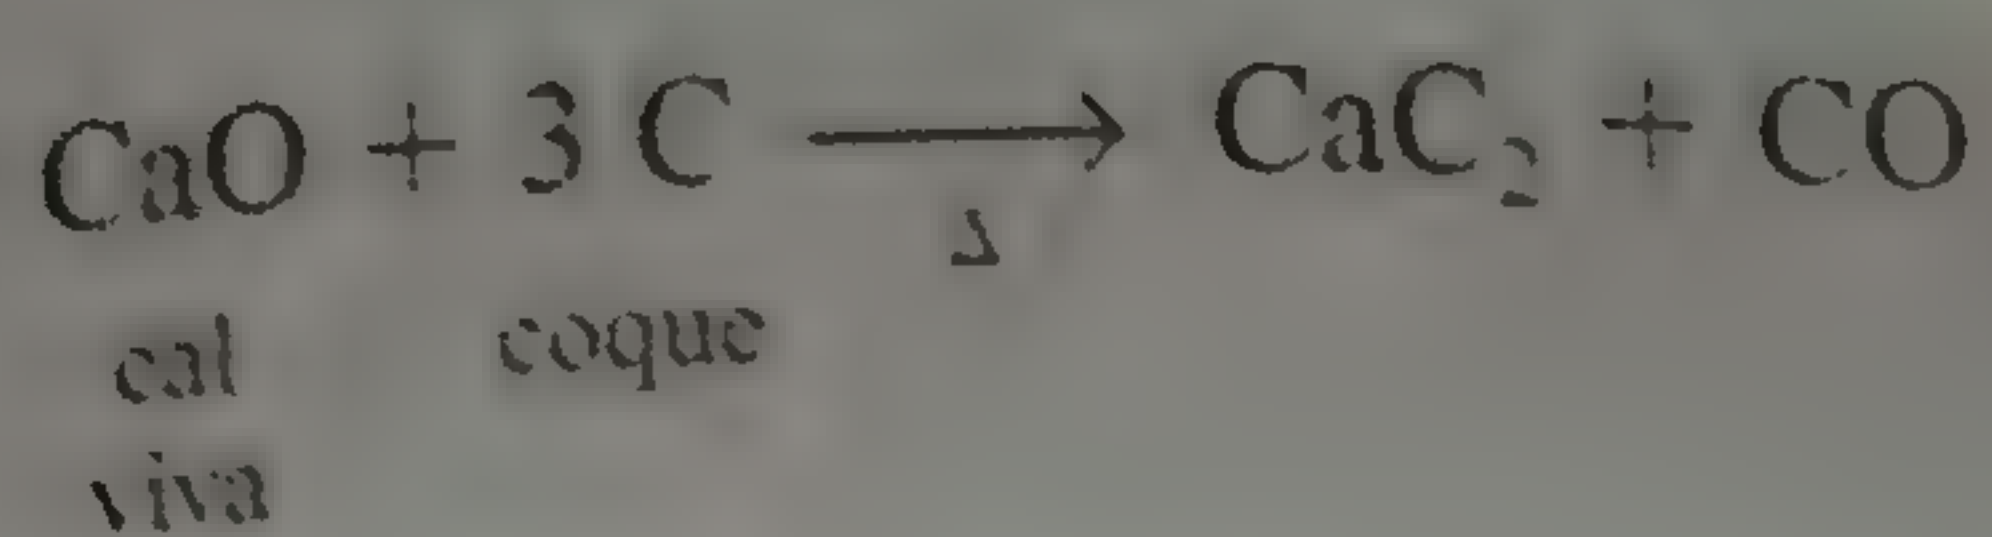 CaO + 3 C ⟶ CaC₂ + CO
Δ
cal coque
viva